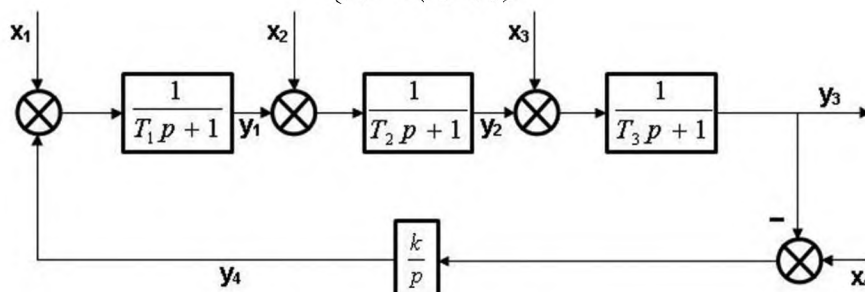 x₁ x₂ x₃
1 1 1
T₁p + 1 y₁ T₂p + 1 y₂ T₃p + 1 y₃
–
k
p
y₄